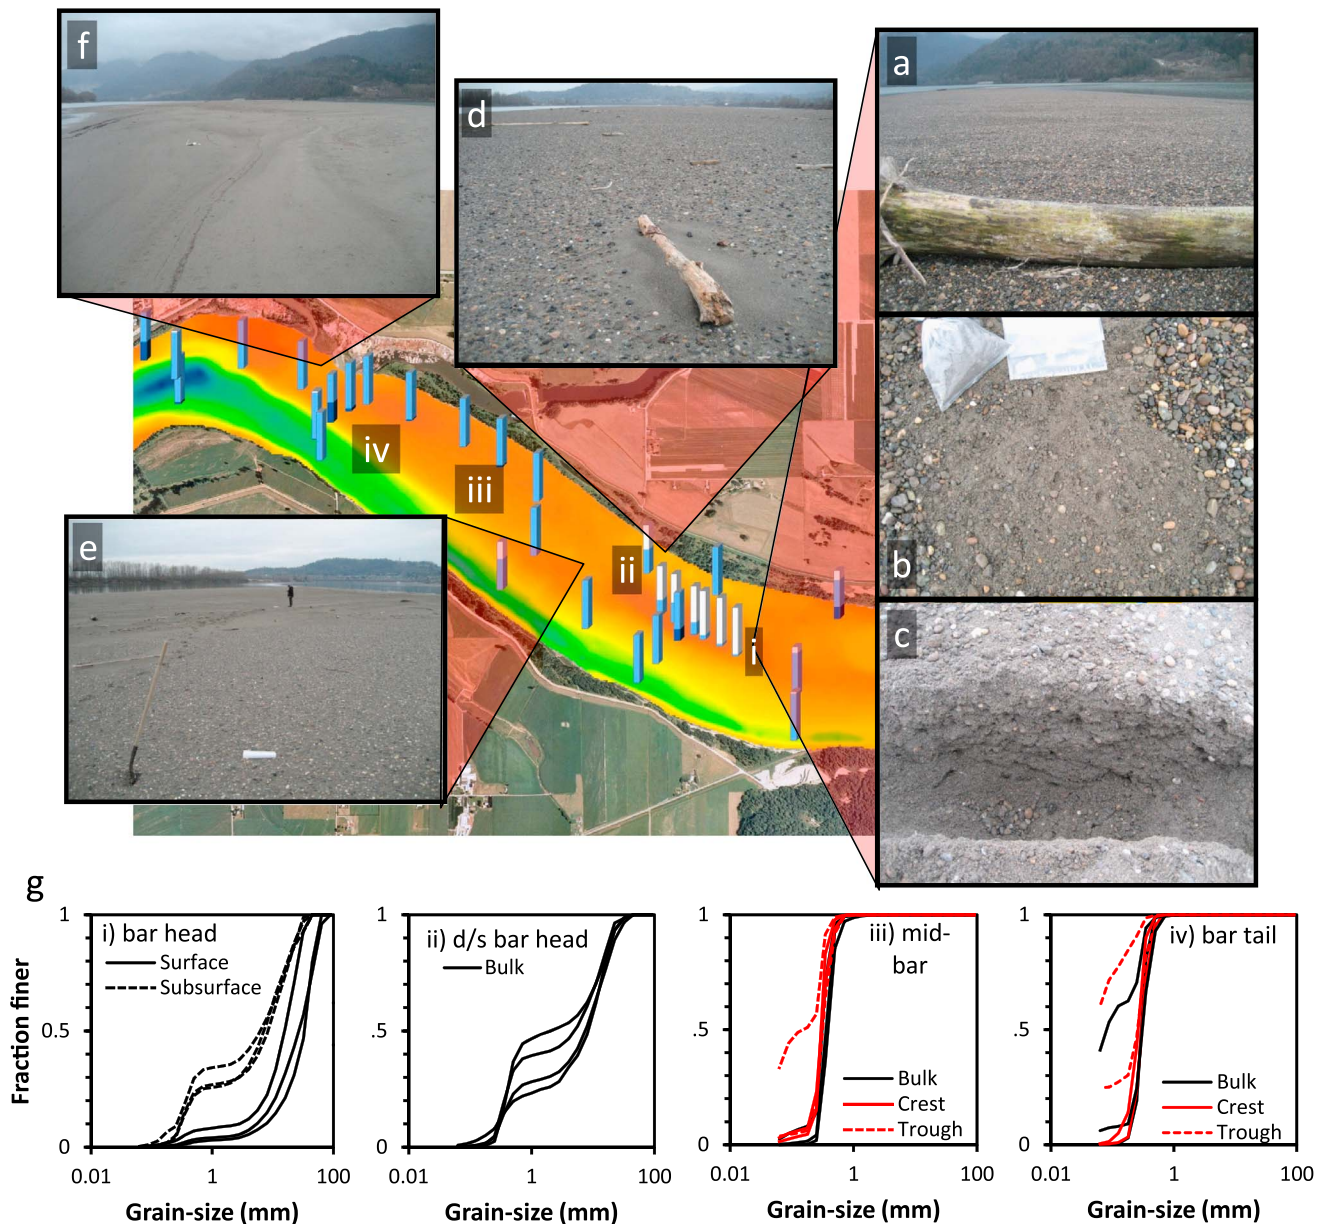 f
d
a
b
c
e
iv
iii
ii
i
g
i) bar head
Surface
Subsurface
ii) d/s bar head
Bulk
iii) mid-
bar
Bulk
Crest
Trough
iv) bar tail
Bulk
Crest
Trough
Fraction finer
1
0.5
0
1
.5
0
1
.5
0
1
.5
0
0.01
1
100
0.01
1
100
0.01
1
100
0.01
1
100
Grain-size (mm)
Grain-size (mm)
Grain-size (mm)
Grain-size (mm)